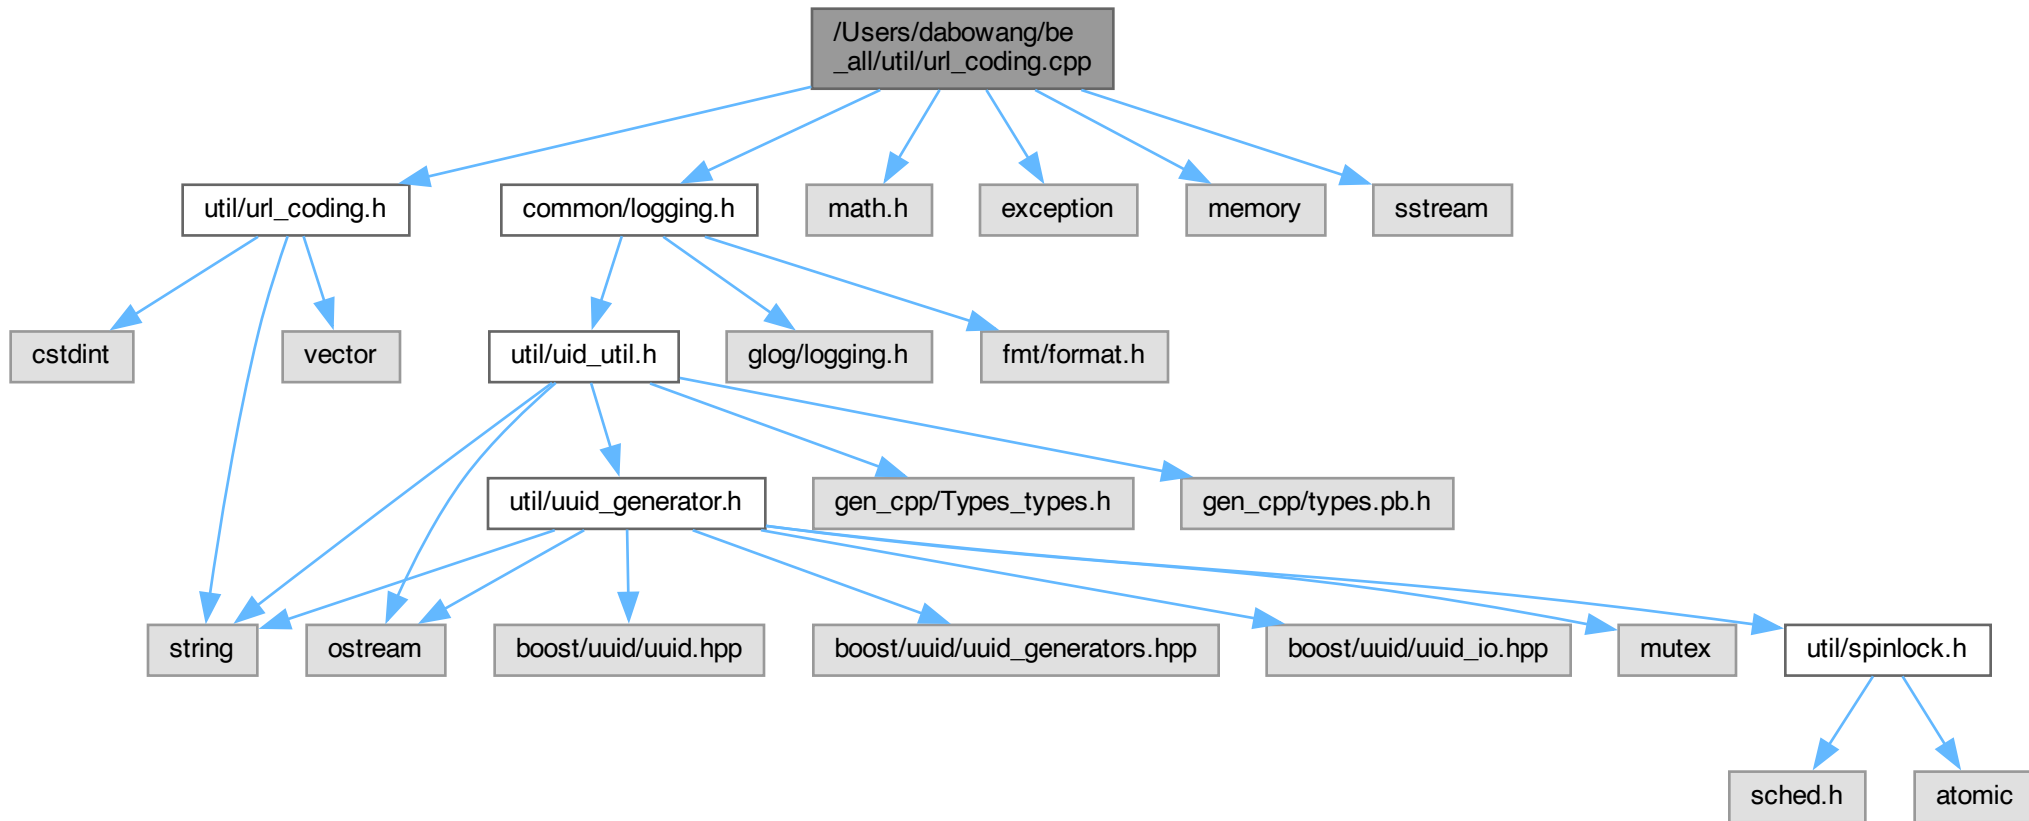 /Users/dabowang/be
_all/util/url_coding.cpp
util/url_coding.h
common/logging.h
math.h
exception
memory
sstream
cstdint
vector
util/uid_util.h
glog/logging.h
fmt/format.h
util/uuid_generator.h
gen_cpp/Types_types.h
gen_cpp/types.pb.h
string
ostream
boost/uuid/uuid.hpp
boost/uuid/uuid_generators.hpp
boost/uuid/uuid_io.hpp
mutex
util/spinlock.h
sched.h
atomic